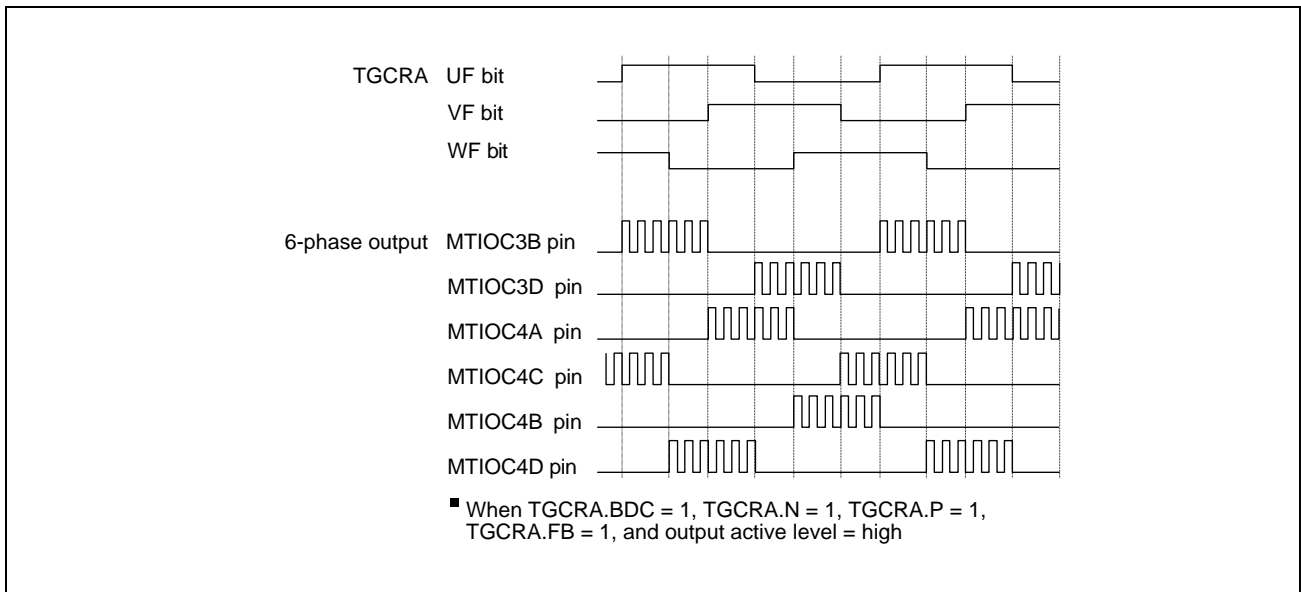 TGCRA UF bit
VF bit
WF bit
6-phase output MTIOC3B pin
MTIOC3D pin
MTIOC4A pin
MTIOC4C pin
MTIOC4B pin
MTIOC4D pin
■ When TGCRA.BDC = 1, TGCRA.N = 1, TGCRA.P = 1,
TGCRA.FB = 1, and output active level = high